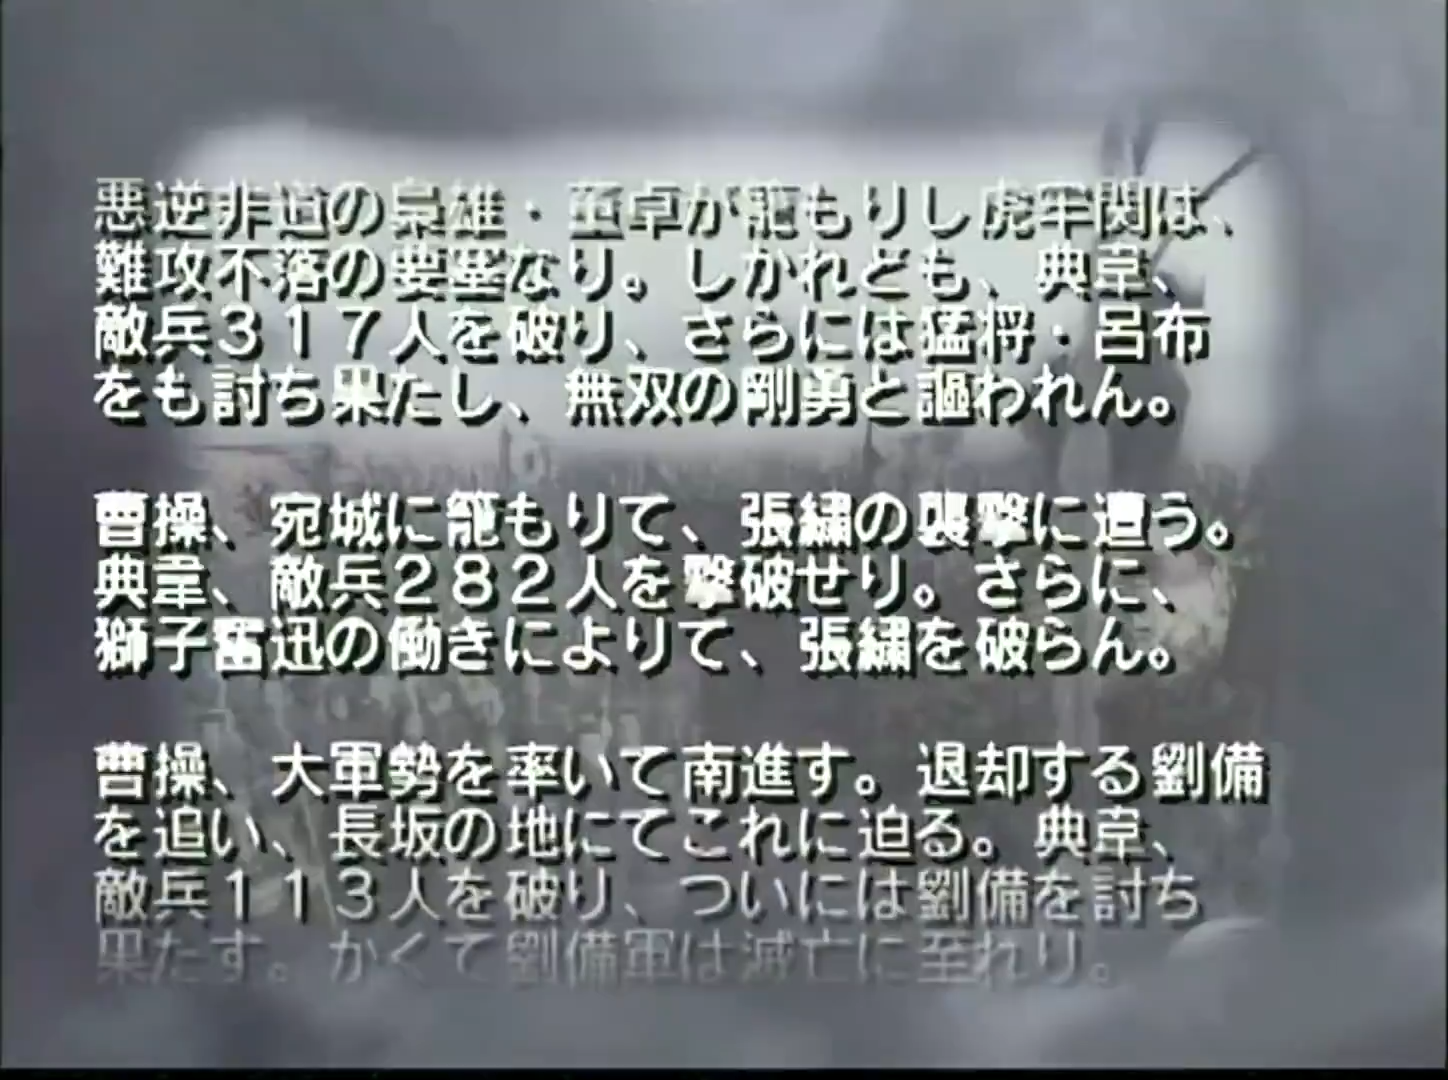 悪逆非道の梟雄・董卓が籠もりし虎牢関は、
難攻不落の要塞なり。しかれども、典韋、
敵兵３１７人を破り、さらには猛将・呂布
をも討ち果たし、無双の剛勇と謳われん。
曹操、宛城に籠もりて、張繍の襲撃に遭う。
典韋、敵兵２８２人を撃破せり。さらに、
獅子奮迅の働きによりて、張繍を破らん。
曹操、大軍勢を率いて南進す。退却する劉備
を追い、長坂の地にてこれに迫る。典韋、
敵兵１１３人を破り、ついには劉備を討ち
果たす。かくて劉備軍は滅亡に至れり。